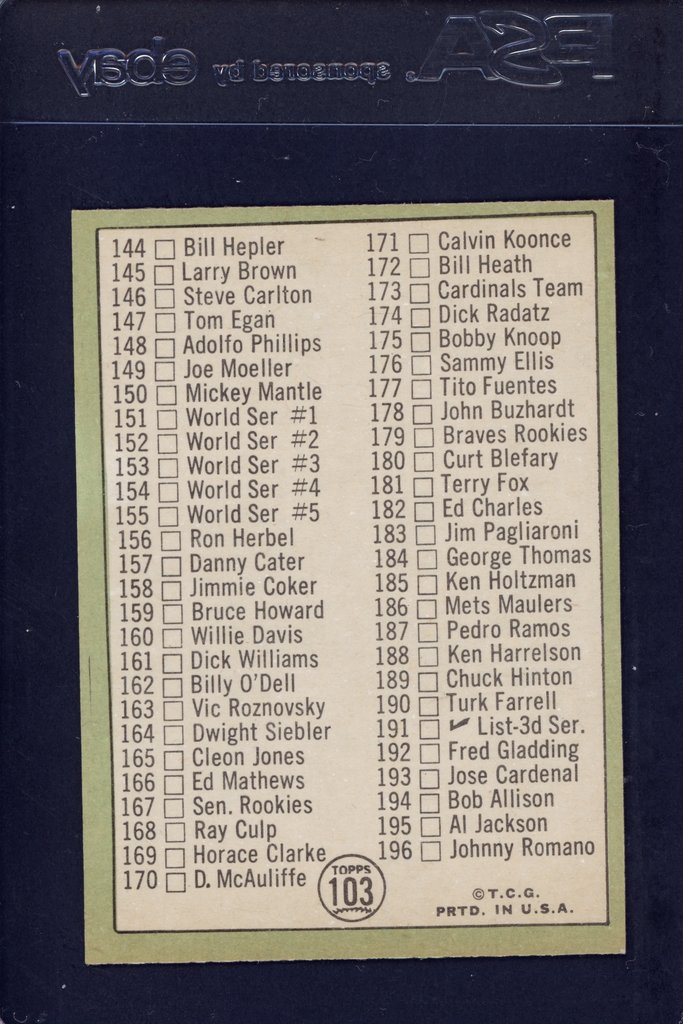 ebay
sponsored by
PSA
144 Bill Hepler
145 Larry Brown
146 Steve Carlton
147 Tom Egan
148 Adolfo Phillips
149 Joe Moeller
150 Mickey Mantle
151 World Ser #1
152 World Ser #2
153 World Ser #3
154 World Ser #4
155 World Ser #5
156 Ron Herbel
157 Danny Cater
158 Jimmie Coker
159 Bruce Howard
160 Willie Davis
161 Dick Williams
162 Billy O'Dell
163 Vic Roznovsky
164 Dwight Siebler
165 Cleon Jones
166 Ed Mathews
167 Sen. Rookies
168 Ray Culp
169 Horace Clarke
170 D. McAuliffe
171 Calvin Koonce
172 Bill Heath
173 Cardinals Team
174 Dick Radatz
175 Bobby Knoop
176 Sammy Ellis
177 Tito Fuentes
178 John Buzhardt
179 Braves Rookies
180 Curt Blefary
181 Terry Fox
182 Ed Charles
183 Jim Pagliaroni
184 George Thomas
185 Ken Holtzman
186 Mets Maulers
187 Pedro Ramos
188 Ken Harrelson
189 Chuck Hinton
190 Turk Farrell
191 ✓ List-3d Ser.
192 Fred Gladding
193 Jose Cardenal
194 Bob Allison
195 Al Jackson
196 Johnny Romano
TOPPS
103
© T.C.G.
PRTD. IN U.S.A.